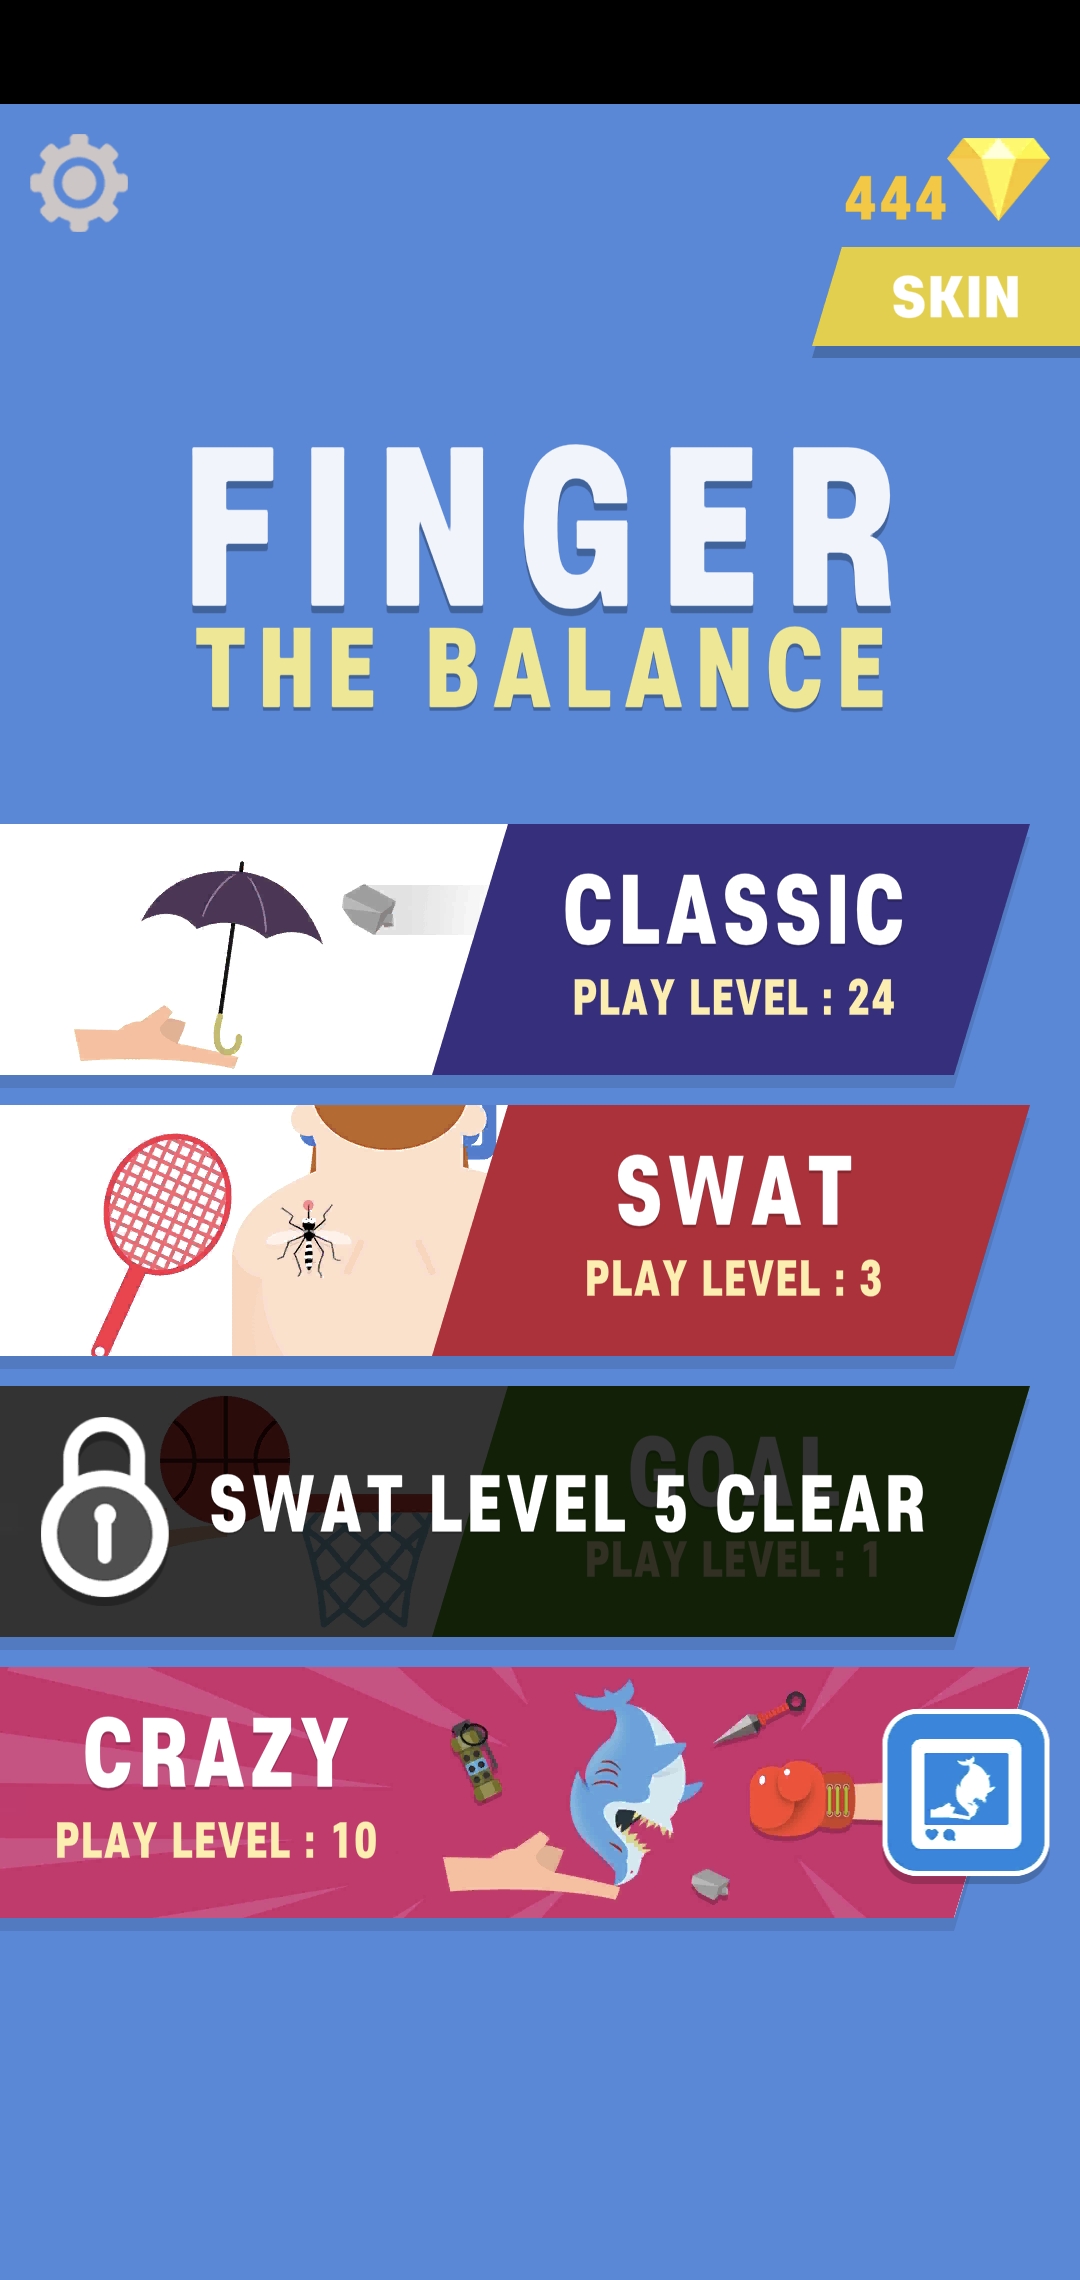 444
SKIN
FINGER
THE BALANCE
CLASSIC
PLAY LEVEL : 24
SWAT
PLAY LEVEL : 3
GOAL
SWAT LEVEL 5 CLEAR
PLAY LEVEL : 1
CRAZY
PLAY LEVEL : 10